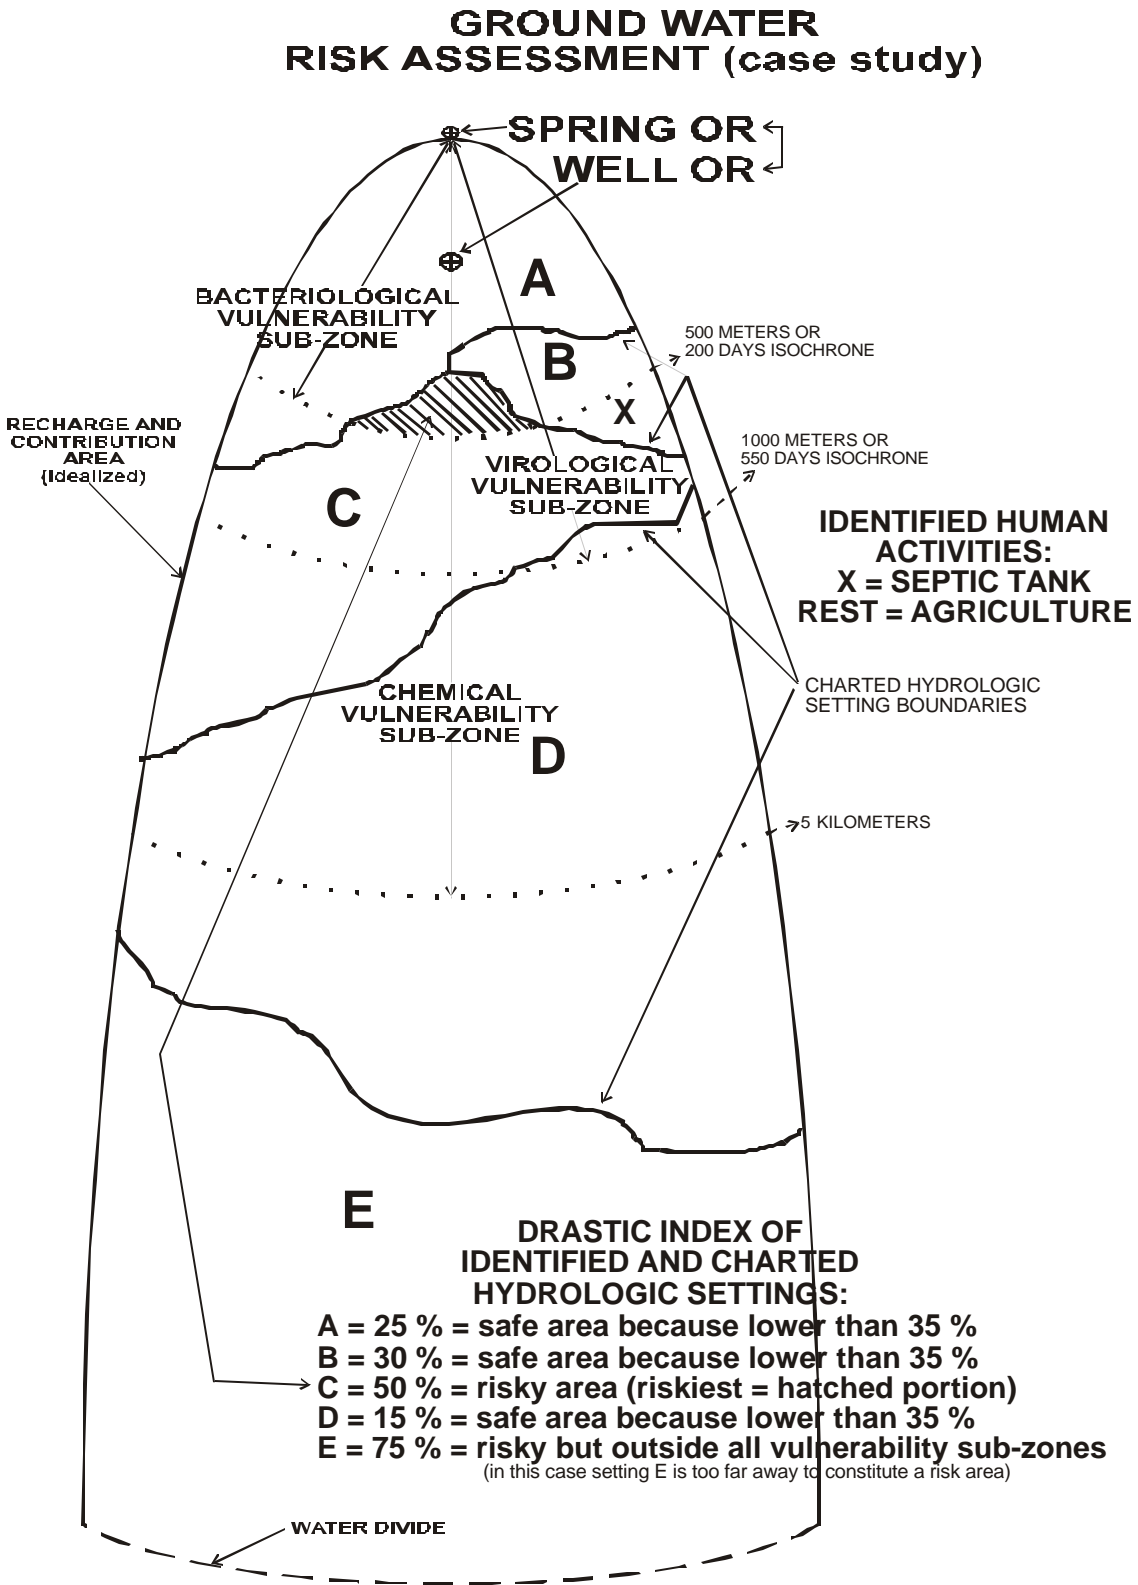 GROUND WATER
RISK ASSESSMENT (case study)
SPRING OR
WELL OR
A
BACTERIOLOGICAL
VULNERABILITY
SUB-ZONE
500 METERS OR
200 DAYS ISOCHRONE
B
X
RECHARGE AND
CONTRIBUTION
AREA
(Idealized)
1000 METERS OR
550 DAYS ISOCHRONE
VIROLOGICAL
VULNERABILITY
SUB-ZONE
C
IDENTIFIED HUMAN
ACTIVITIES:
X = SEPTIC TANK
REST = AGRICULTURE
CHARTED HYDROLOGIC
SETTING BOUNDARIES
CHEMICAL
VULNERABILITY
SUB-ZONE
D
5 KILOMETERS
E
DRASTIC INDEX OF
IDENTIFIED AND CHARTED
HYDROLOGIC SETTINGS:
A = 25 % = safe area because lower than 35 %
B = 30 % = safe area because lower than 35 %
C = 50 % = risky area (riskiest = hatched portion)
D = 15 % = safe area because lower than 35 %
E = 75 % = risky but outside all vulnerability sub-zones
(in this case setting E is too far away to constitute a risk area)
WATER DIVIDE